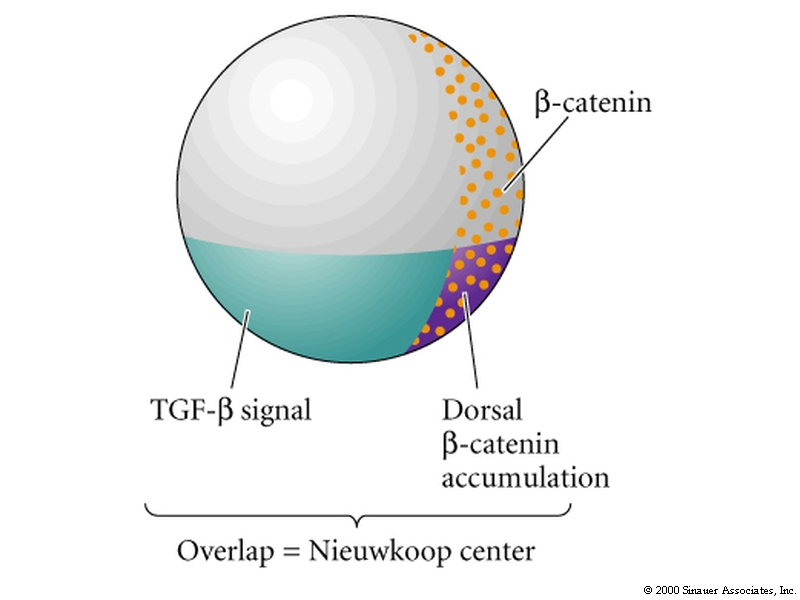 β-catenin
TGF-β signal
Dorsal
β-catenin
accumulation
Overlap = Nieuwkoop center
© 2000 Sinauer Associates, Inc.